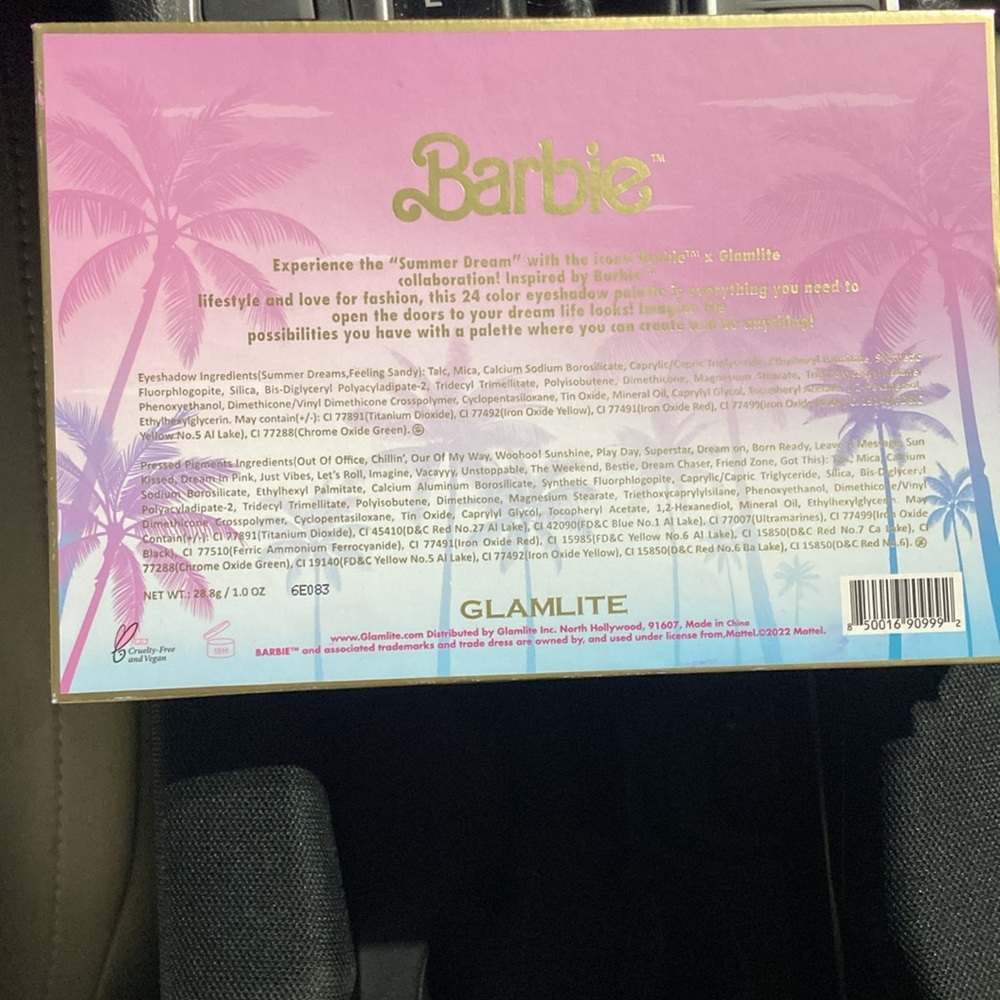 Barbie™
Experience the “Summer Dream” with the iconic Barbie™ x Glamlite
collaboration! Inspired by Barbie™
lifestyle and love for fashion, this 24 color eyeshadow palette is everything you need to
open the doors to your dream life looks! Imagine the
possibilities you have with a palette where you can create and be anything!
Eyeshadow Ingredients(Summer Dreams,Feeling Sandy): Talc, Mica, Calcium Sodium Borosilicate, Caprylic/Capric Triglyceride, Ethylhexyl Palmitate, Synthetic
Fluorphlogopite, Silica, Bis-Diglyceryl Polyacyladipate-2, Tridecyl Trimellitate, Polyisobutene, Dimethicone, Magnesium Stearate,
Phenoxyethanol, Dimethicone/Vinyl Dimethicone Crosspolymer, Cyclopentasiloxane, Tin Oxide, Mineral Oil, Caprylyl Glycol, Tocopheryl Acetate,
Ethylhexylglycerin. May contain(+/-): CI 77891(Titanium Dioxide), CI 77492(Iron Oxide Yellow), CI 77491(Iron Oxide Red), CI 77499(Iron Oxide
Yellow No.5 Al Lake), CI 77288(Chrome Oxide Green).
Pressed Pigments Ingredients(Out Of Office, Chillin’, Our Of My Way, Woohoo! Sunshine, Play Day, Superstar, Dream on, Born Ready, Leave A Message, Sun
Kissed, Dream In Pink, Just Vibes, Let’s Roll, Imagine, Vacayy, Unstoppable, The Weekend, Bestie, Dream Chaser, Friend Zone, Got This): Talc, Mica, Calcium
Sodium Borosilicate, Ethylhexyl Palmitate, Calcium Aluminum Borosilicate, Synthetic Fluorphlogopite, Caprylic/Capric Triglyceride, Silica, Bis-Diglyceryl
Polyacyladipate-2, Tridecyl Trimellitate, Polyisobutene, Dimethicone, Magnesium Stearate, Triethoxycaprylylsilane, Phenoxyethanol, Dimethicone/Vinyl
Dimethicone Crosspolymer, Cyclopentasiloxane, Tin Oxide, Caprylyl Glycol, Tocopheryl Acetate, 1,2-Hexanediol, Mineral Oil, Ethylhexylglycerin. May
Contain(+/-): CI 77891(Titanium Dioxide), CI 45410(D&C Red No.27 Al Lake), CI 42090(FD&C Blue No.1 Al Lake), CI 77007(Ultramarines), CI 77499(Iron Oxide
Black), CI 77510(Ferric Ammonium Ferrocyanide), CI 77491(Iron Oxide Red), CI 15985(FD&C Yellow No.6 Al Lake), CI 15850(D&C Red No.7 Ca Lake), CI
77288(Chrome Oxide Green), CI 19140(FD&C Yellow No.5 Al Lake), CI 77492(Iron Oxide Yellow), CI 15850(D&C Red No.6 Ba Lake), CI 15850(D&C Red No.6).
NET WT.: 28.8g / 1.0 OZ 6E083
GLAMLITE
Cruelty-Free
and Vegan
18M
www.Glamlite.com Distributed by Glamlite Inc. North Hollywood, 91607, Made in China
BARBIE™ and associated trademarks and trade dress are owned by, and used under license from,Mattel.©2022 Mattel.
8 50016 90999 2